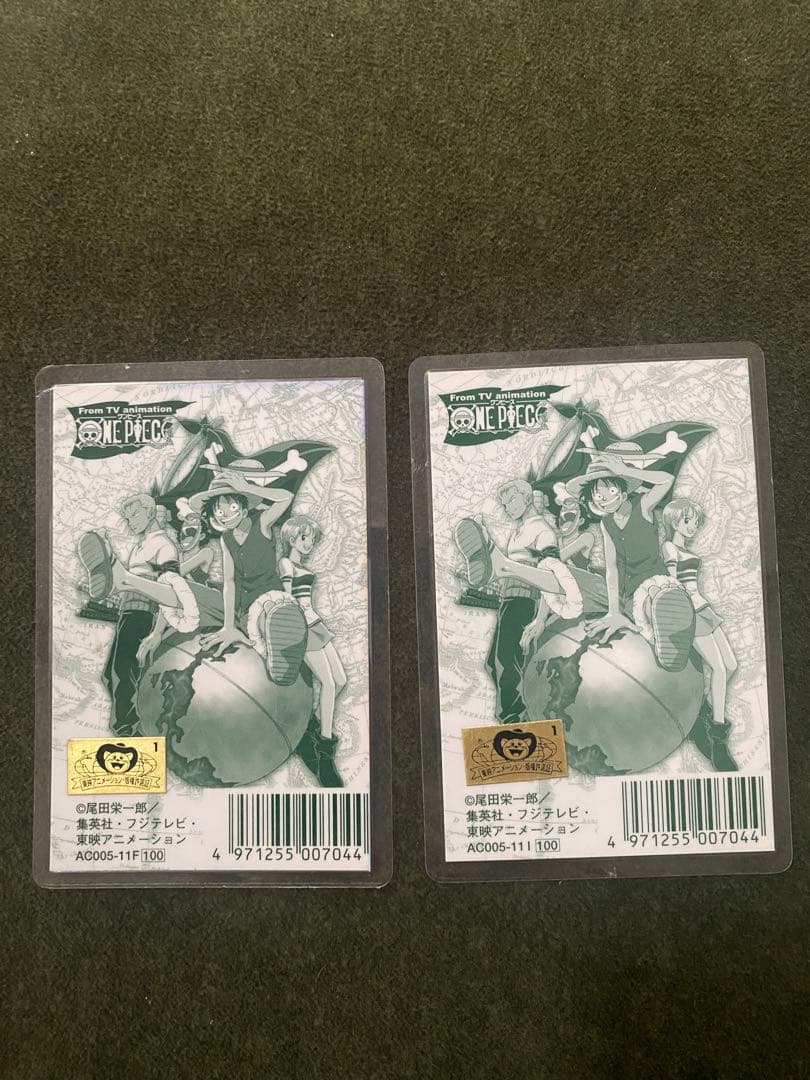 From TV animation
ワンピース
ONE PIECE
1
東映アニメーション・版権許諾証
©尾田栄一郎／
集英社・フジテレビ・
東映アニメーション
AC005-11F 100
4 971255 007044
From TV animation
ワンピース
ONE PIECE
1
東映アニメーション・版権許諾証
©尾田栄一郎／
集英社・フジテレビ・
東映アニメーション
AC005-11I 100
4 971255 007044